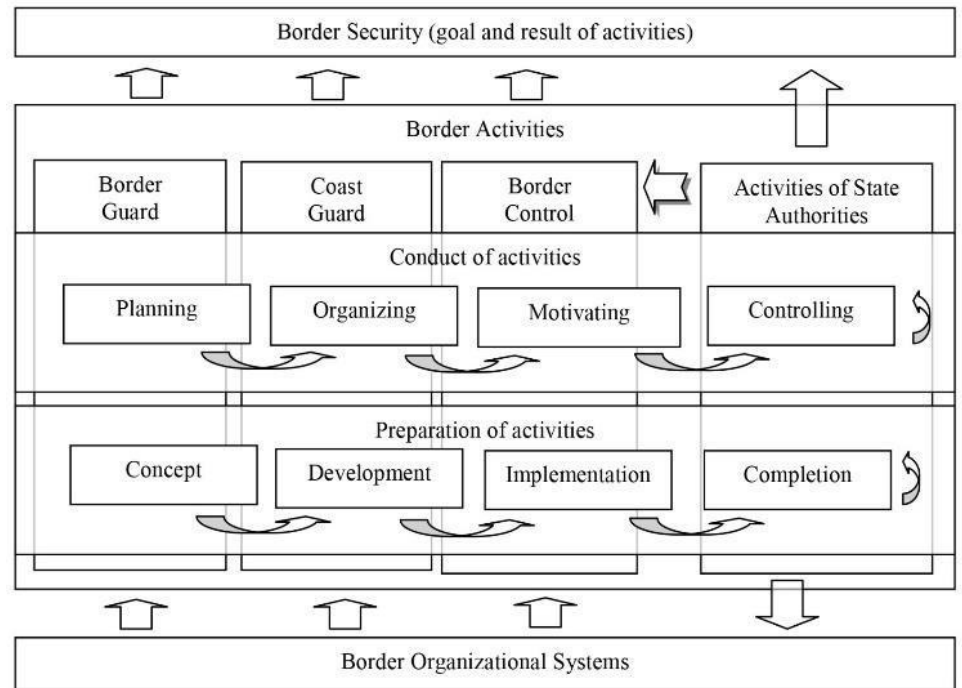 Border Security (goal and result of activities)
Border Activities
Border
Guard
Coast
Guard
Border
Control
Activities of State
Authorities
Conduct of activities
Planning
Organizing
Motivating
Controlling
Preparation of activities
Concept
Development
Implementation
Completion
Border Organizational Systems